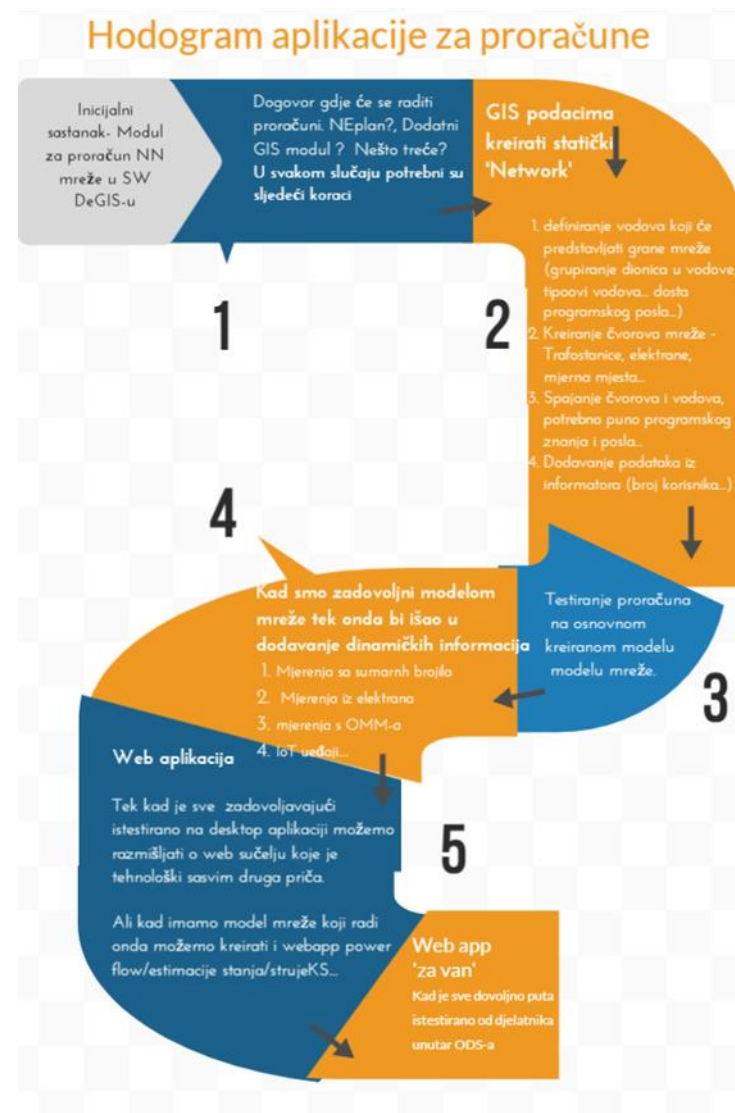 Hodogram aplikacije za proračune
Inicijalni
sastanak- Modul
za proračun NN
mreže u SW
DeGIS-u
Dogovor gdje će se raditi
proračuni. NEplan?, Dodatni
GIS modul ? Nešto treće?
U svakom slučaju potrebni su
sljedeći koraci
1
GIS podacima
kreirati statički
'Network'
1. definiranje vodova koji će
predstavljati grane mreže
(grupiranje dionica u vodove,
tipoovi vodova... dosta
programskog posla...)
2. Kreiranje čvorova mreže -
Trafostanice, elektrane,
mjerna mjesta...
3. Spajanje čvorova i vodova,
potrebno puno programskog
znanja i posla...
4. Dodavanje podataka iz
informatora (broj korisnika...)
2
Testiranje proračuna
na osnovnom
kreiranom modelu
modelu mreže.
3
4
Kad smo zadovoljni modelom
mreže tek onda bi išao u
dodavanje dinamičkih informacija
1. Mjerenja sa sumarnh brojila
2. Mjerenja iz elektrana
3. mjerenja s OMM-a
4. IoT uеđaji...
Web aplikacija
Tek kad je sve zadovoljavajući
istestirano na desktop aplikaciji možemo
razmišljati o web sučelju koje je
tehnološki sasvim druga priča.
Ali kad imamo model mreže koji radi
onda možemo kreirati i webapp power
flow/estimacije stanja/strujeKS...
5
Web app
'za van'
Kad je sve dovoljno puta
istestirano od djelatnika
unutar ODS-a